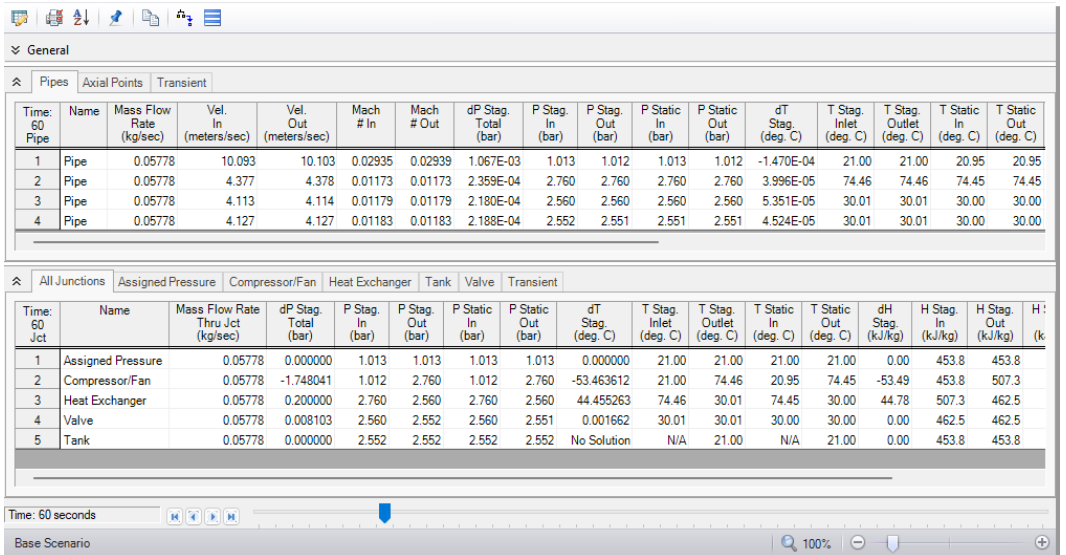 General
Pipes Axial Points Transient
Time: 60 Pipe Name Mass Flow Rate (kg/sec) Vel. In (meters/sec) Vel. Out (meters/sec) Mach # In Mach # Out dP Stag. Total (bar) P Stag. In (bar) P Stag. Out (bar) P Static In (bar) P Static Out (bar) dT Stag. (deg. C) T Stag. Inlet (deg. C) T Stag. Outlet (deg. C) T Static In (deg. C) T Static Out (deg. C)
1 Pipe 0.05778 10.093 10.103 0.02935 0.02939 1.067E-03 1.013 1.012 1.013 1.012 -1.470E-04 21.00 21.00 20.95 20.95
2 Pipe 0.05778 4.377 4.378 0.01173 0.01173 2.359E-04 2.760 2.760 2.760 2.760 3.996E-05 74.46 74.46 74.45 74.45
3 Pipe 0.05778 4.113 4.114 0.01179 0.01179 2.180E-04 2.560 2.560 2.560 2.560 5.351E-05 30.01 30.01 30.00 30.00
4 Pipe 0.05778 4.127 4.127 0.01183 0.01183 2.188E-04 2.552 2.551 2.551 2.551 4.524E-05 30.01 30.01 30.00 30.00
All Junctions Assigned Pressure Compressor/Fan Heat Exchanger Tank Valve Transient
Time: 60 Jct Name Mass Flow Rate Thru Jct (kg/sec) dP Stag. Total (bar) P Stag. In (bar) P Stag. Out (bar) P Static In (bar) P Static Out (bar) dT Stag. (deg. C) T Stag. Inlet (deg. C) T Stag. Outlet (deg. C) T Static In (deg. C) T Static Out (deg. C) dH Stag. (kJ/kg) H Stag. In (kJ/kg) H Stag. Out (kJ/kg)
1 Assigned Pressure 0.05778 0.000000 1.013 1.013 1.013 1.013 0.000000 21.00 21.00 21.00 21.00 0.00 453.8 453.8
2 Compressor/Fan 0.05778 -1.748041 1.012 2.760 1.012 2.760 -53.463612 21.00 74.46 20.95 74.45 -53.49 453.8 507.3
3 Heat Exchanger 0.05778 0.200000 2.760 2.560 2.760 2.560 44.455263 74.46 30.01 74.45 30.00 44.78 507.3 462.5
4 Valve 0.05778 0.008103 2.560 2.552 2.560 2.551 0.001662 30.01 30.01 30.00 30.00 0.00 462.5 462.5
5 Tank 0.05778 0.000000 2.552 2.552 2.552 2.552 No Solution N/A 21.00 N/A 21.00 0.00 453.8 453.8
Time: 60 seconds
Base Scenario 100%